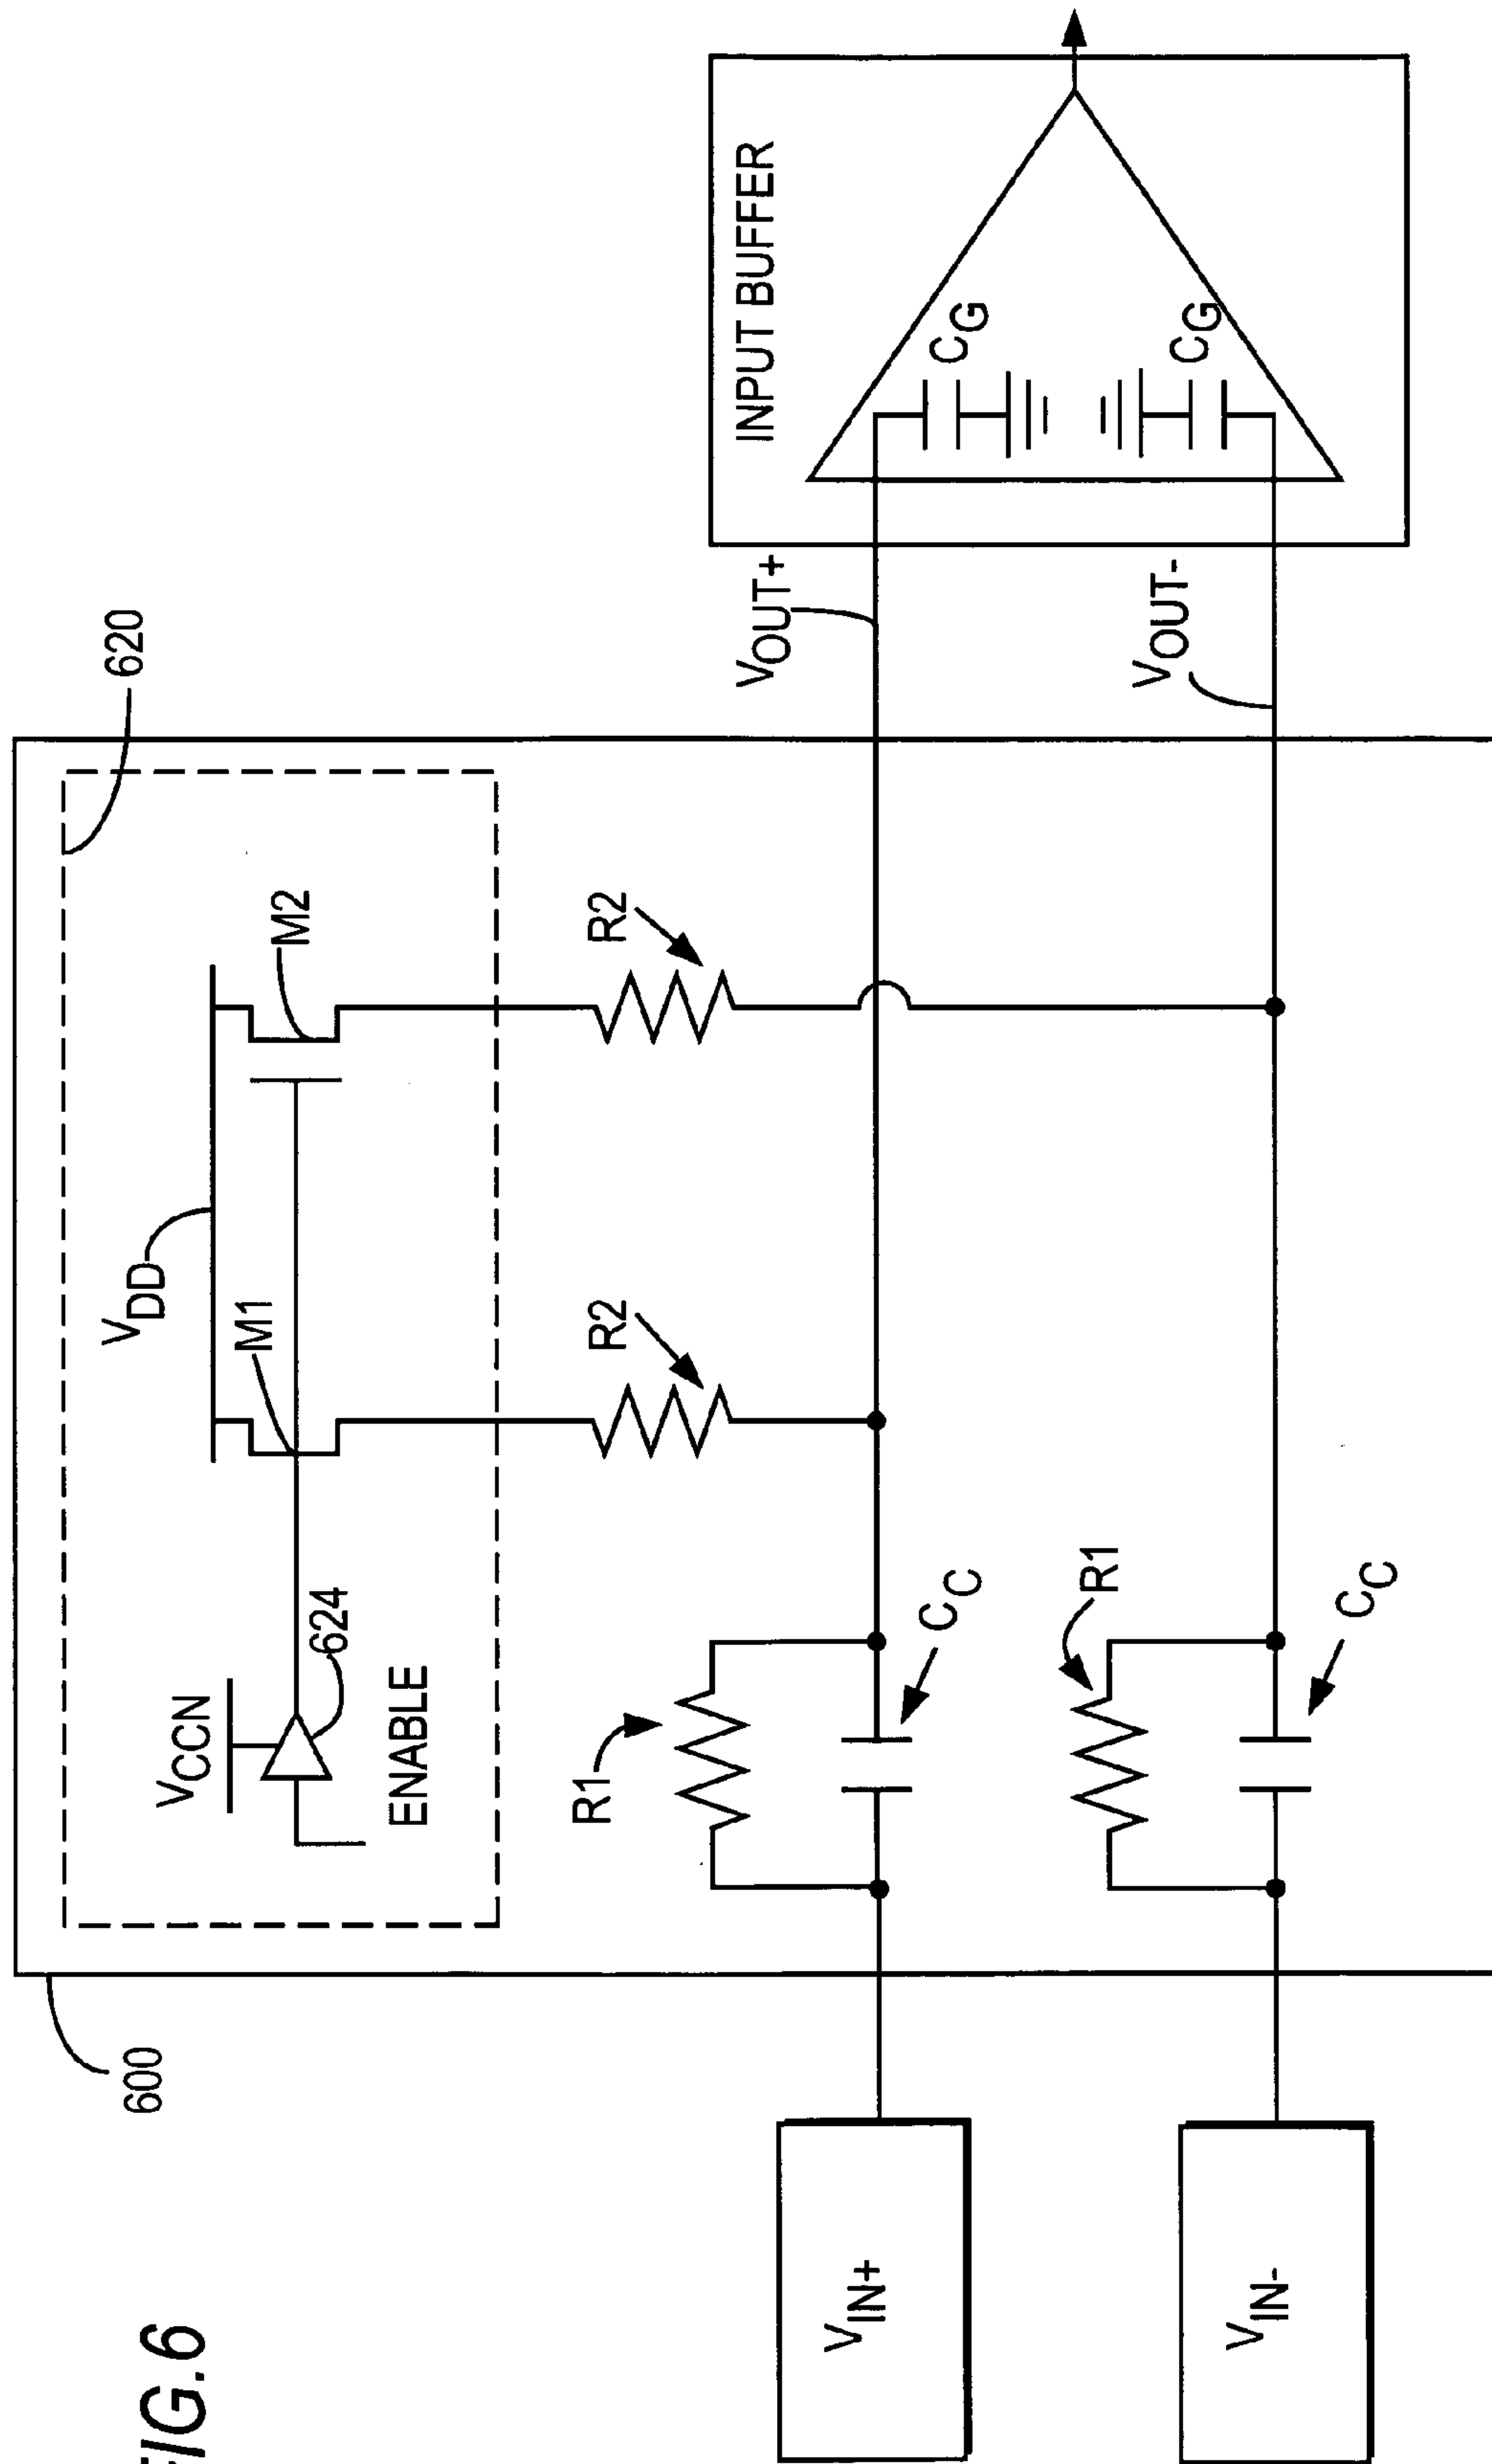 FIG.6
600
620
VCCN
624
ENABLE
VDD
M1
M2
R2
R2
R1
CC
R1
CC
VIN+
VIN-
VOUT+
VOUT-
INPUT BUFFER
CG
CG